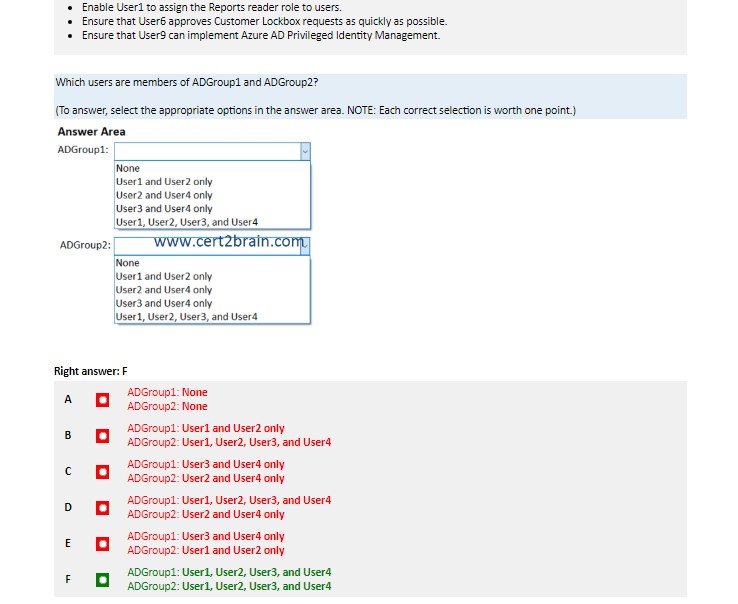 Enable User1 to assign the Reports reader role to users.
Ensure that User6 approves Customer Lockbox requests as quickly as possible.
Ensure that User9 can implement Azure AD Privileged Identity Management.
Which users are members of ADGroup1 and ADGroup2?
(To answer, select the appropriate options in the answer area. NOTE: Each correct selection is worth one point.)
Answer Area
ADGroup1:
None
User1 and User2 only
User2 and User4 only
User3 and User4 only
User1, User2, User3, and User4
ADGroup2: www.cert2brain.com
None
User1 and User2 only
User2 and User4 only
User3 and User4 only
User1, User2, User3, and User4
Right answer: F
A
ADGroup1: None
ADGroup2: None
B
ADGroup1: User1 and User2 only
ADGroup2: User1, User2, User3, and User4
C
ADGroup1: User3 and User4 only
ADGroup2: User2 and User4 only
D
ADGroup1: User1, User2, User3, and User4
ADGroup2: User2 and User4 only
E
ADGroup1: User3 and User4 only
ADGroup2: User1 and User2 only
F
ADGroup1: User1, User2, User3, and User4
ADGroup2: User1, User2, User3, and User4